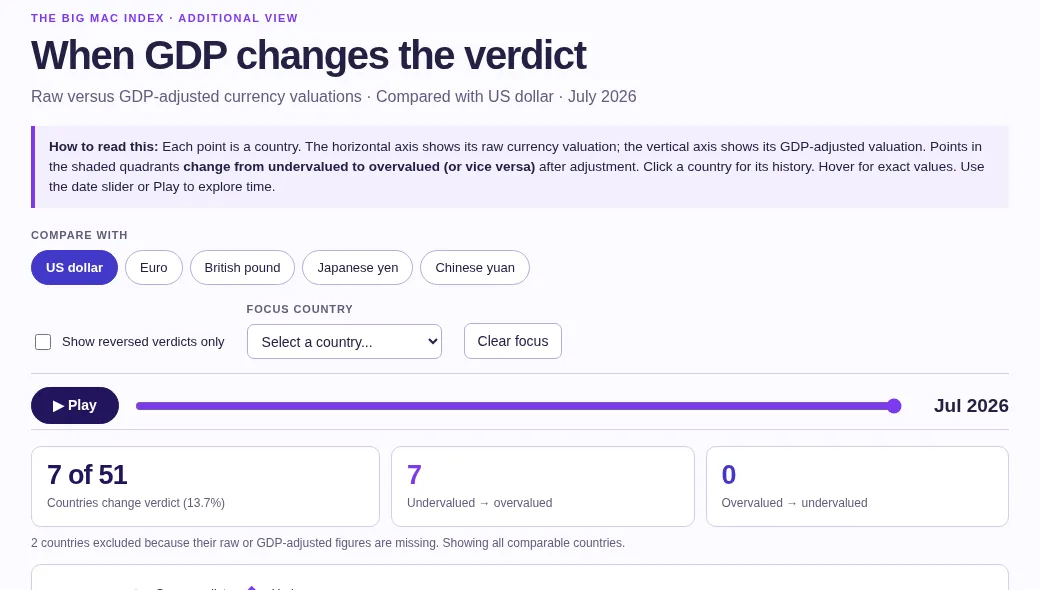 THE BIG MAC INDEX · ADDITIONAL VIEW
When GDP changes the verdict
Raw versus GDP-adjusted currency valuations · Compared with US dollar · July 2026
How to read this: Each point is a country. The horizontal axis shows its raw currency valuation; the vertical axis shows its GDP-adjusted valuation. Points in
the shaded quadrants change from undervalued to overvalued (or vice versa) after adjustment. Click a country for its history. Hover for exact values. Use
the date slider or Play to explore time.
COMPARE WITH
US dollar
Euro
British pound
Japanese yen
Chinese yuan
FOCUS COUNTRY
Show reversed verdicts only
Select a country...
Clear focus
▶ Play
Jul 2026
7 of 51
Countries change verdict (13.7%)
7
Undervalued → overvalued
0
Overvalued → undervalued
2 countries excluded because their raw or GDP-adjusted figures are missing. Showing all comparable countries.